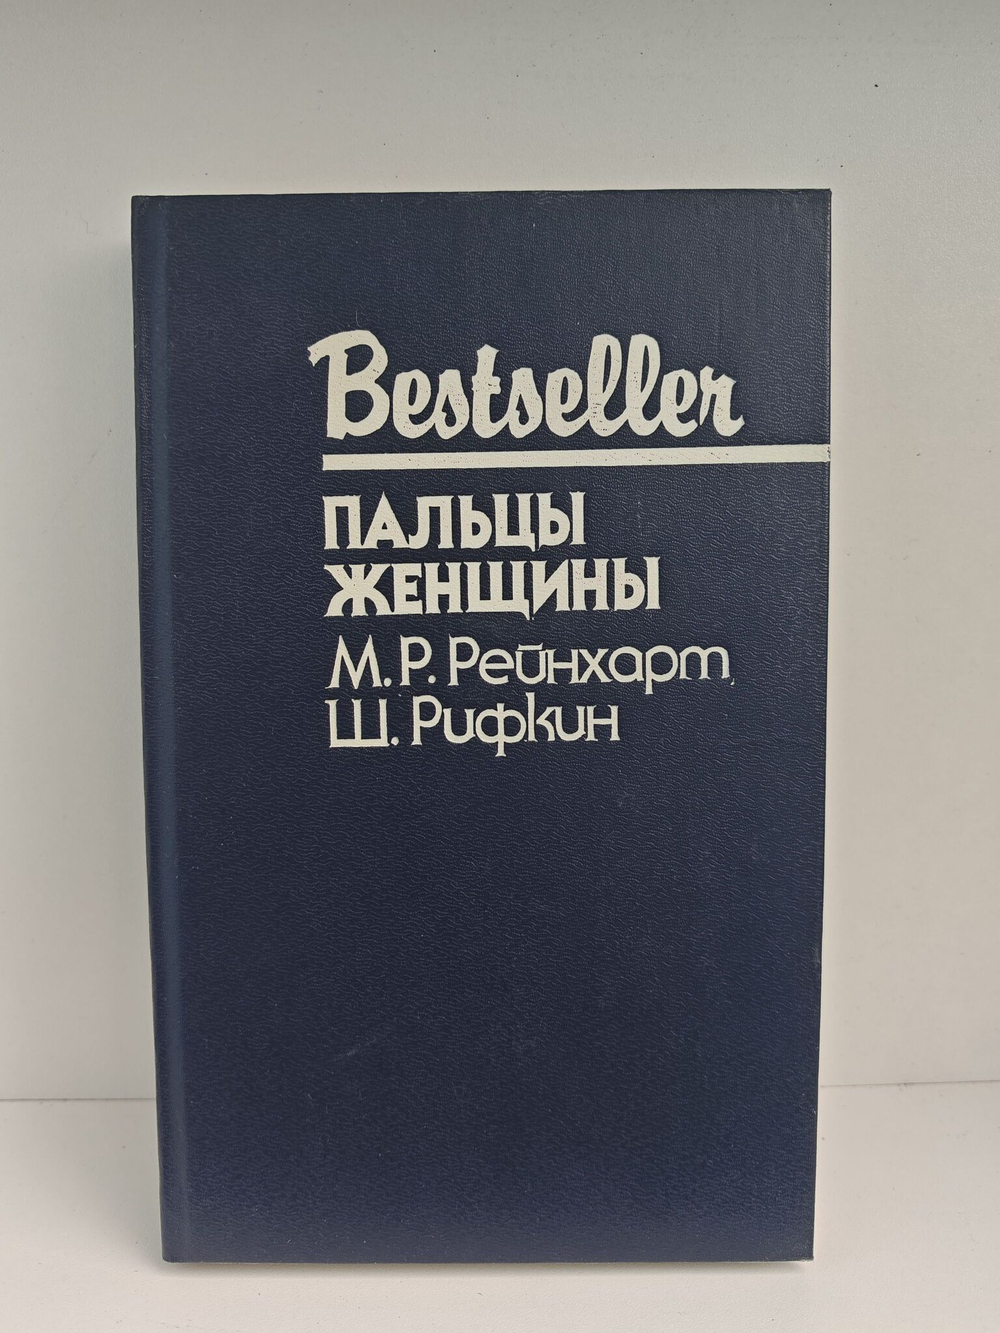 Bestseller
ПАЛЬЦЫ
ЖЕНЩИНЫ
М.Р. Рейнхарт,
Ш. Рифкин